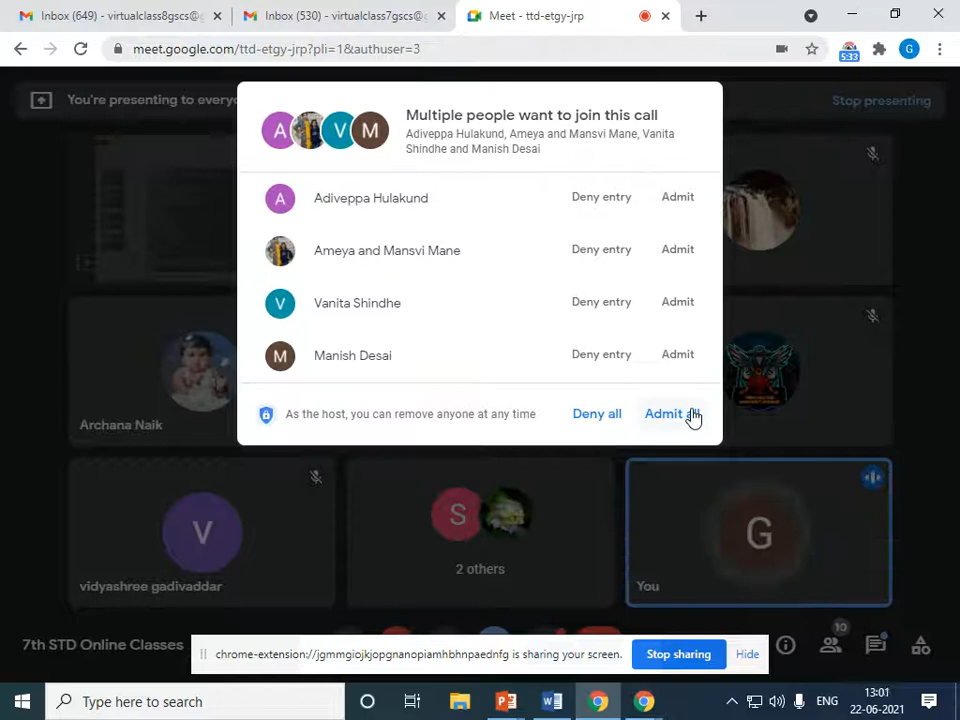 Inbox (649) - virtualclass8gscs@
Inbox (530) - virtualclass7gscs@
Meet - ttd-etgy-jrp
meet.google.com/ttd-etgy-jrp?pli=1&authuser=3
5:33
G
You're presenting to everyo
Stop presenting
A
V
M
Multiple people want to join this call
Adiveppa Hulakund, Ameya and Mansvi Mane, Vanita
Shindhe and Manish Desai
A
Adiveppa Hulakund
Deny entry
Admit
Ameya and Mansvi Mane
Deny entry
Admit
V
Vanita Shindhe
Deny entry
Admit
M
Manish Desai
Deny entry
Admit
As the host, you can remove anyone at any time
Deny all
Admit all
Archana Naik
V
vidyashree gadivaddar
S
2 others
G
You
7th STD Online Classes
10
chrome-extension://jgmmgiojkjopgnanopiamhbhnpaednfg is sharing your screen.
Stop sharing
Hide
Type here to search
ENG
13:01
22-06-2021